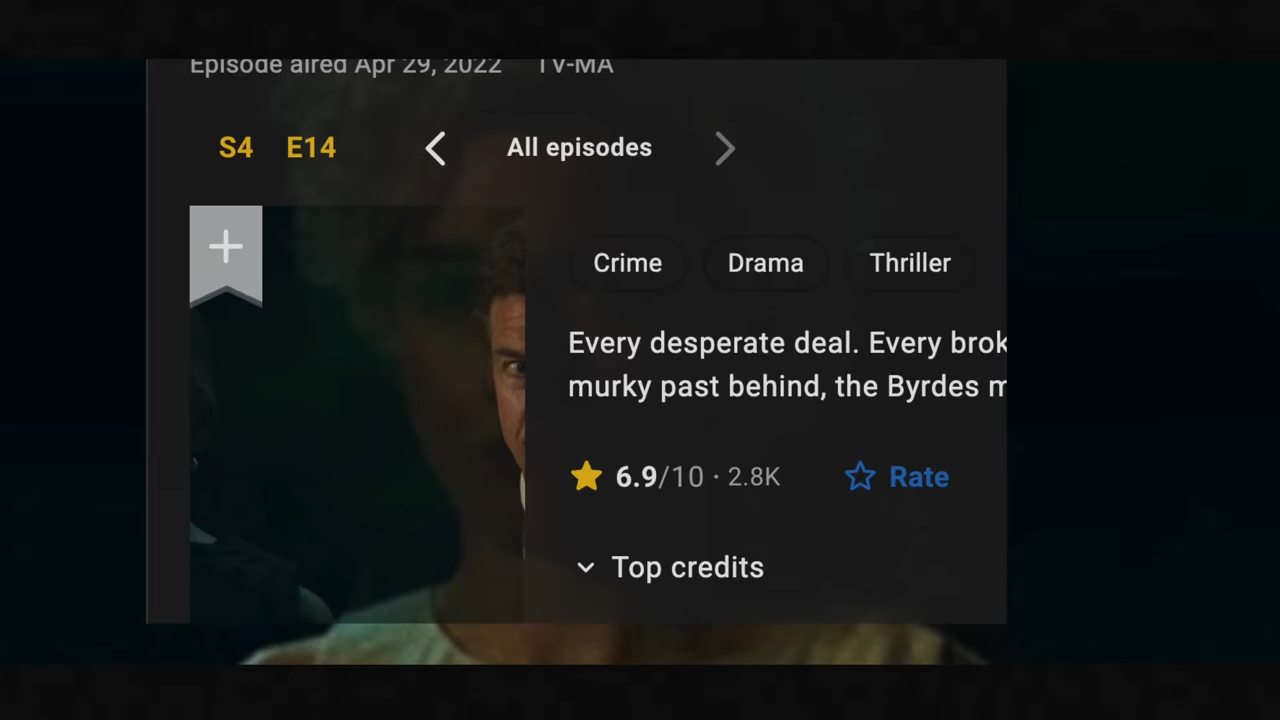 Episode aired Apr 29, 2022 TV-MA
S4 E14 All episodes
Crime Drama Thriller
Every desperate deal. Every brok
murky past behind, the Byrdes m
6.9/10 · 2.8K Rate
Top credits